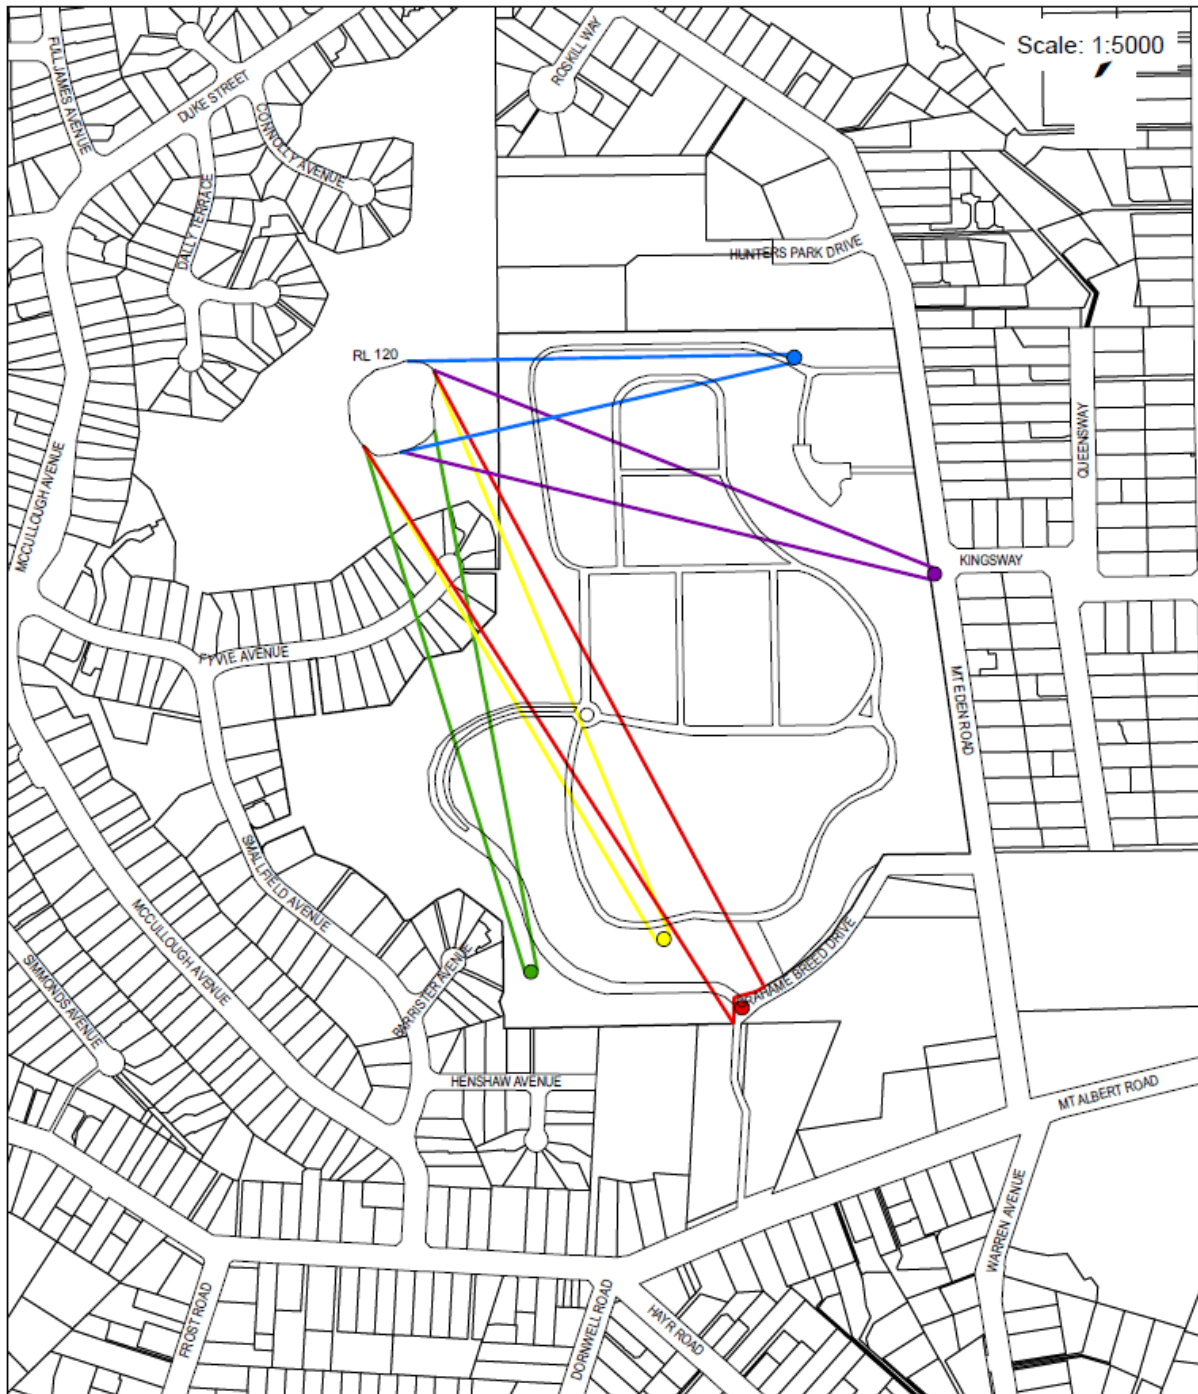 Scale: 1:5000
FULLJAMES AVENUE
DUKE STREET
ROSKILL WAY
CONNOLLY AVENUE
DALLY TERRACE
HUNTERS PARK DRIVE
RL 120
MCCULLOUGH AVENUE
QUEENSWAY
KINGSWAY
FYVIE AVENUE
MT EDEN ROAD
SMALLFIELD AVENUE
MCCULLOUGH AVENUE
SIMMONDS AVENUE
BARRISTER AVENUE
GRAHAME BREED DRIVE
HENSHAW AVENUE
MT ALBERT ROAD
WARREN AVENUE
FROST ROAD
DORNWELL ROAD
HAYR ROAD